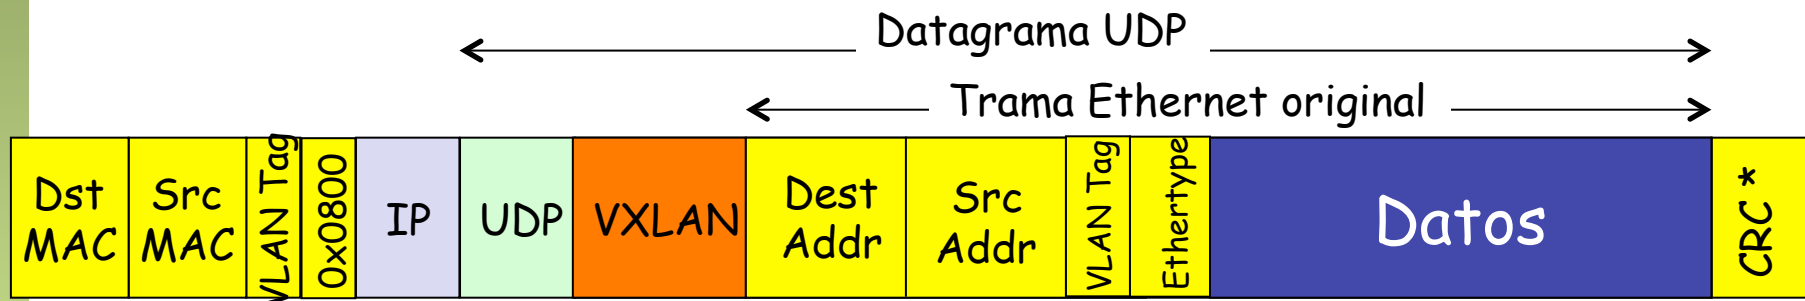 Datagrama UDP
Trama Ethernet original
Dst
MAC
Src
MAC
VLAN Tag
0x0800
IP
UDP
VXLAN
Dest
Addr
Src
Addr
VLAN Tag
Ethertype
Datos
CRC *